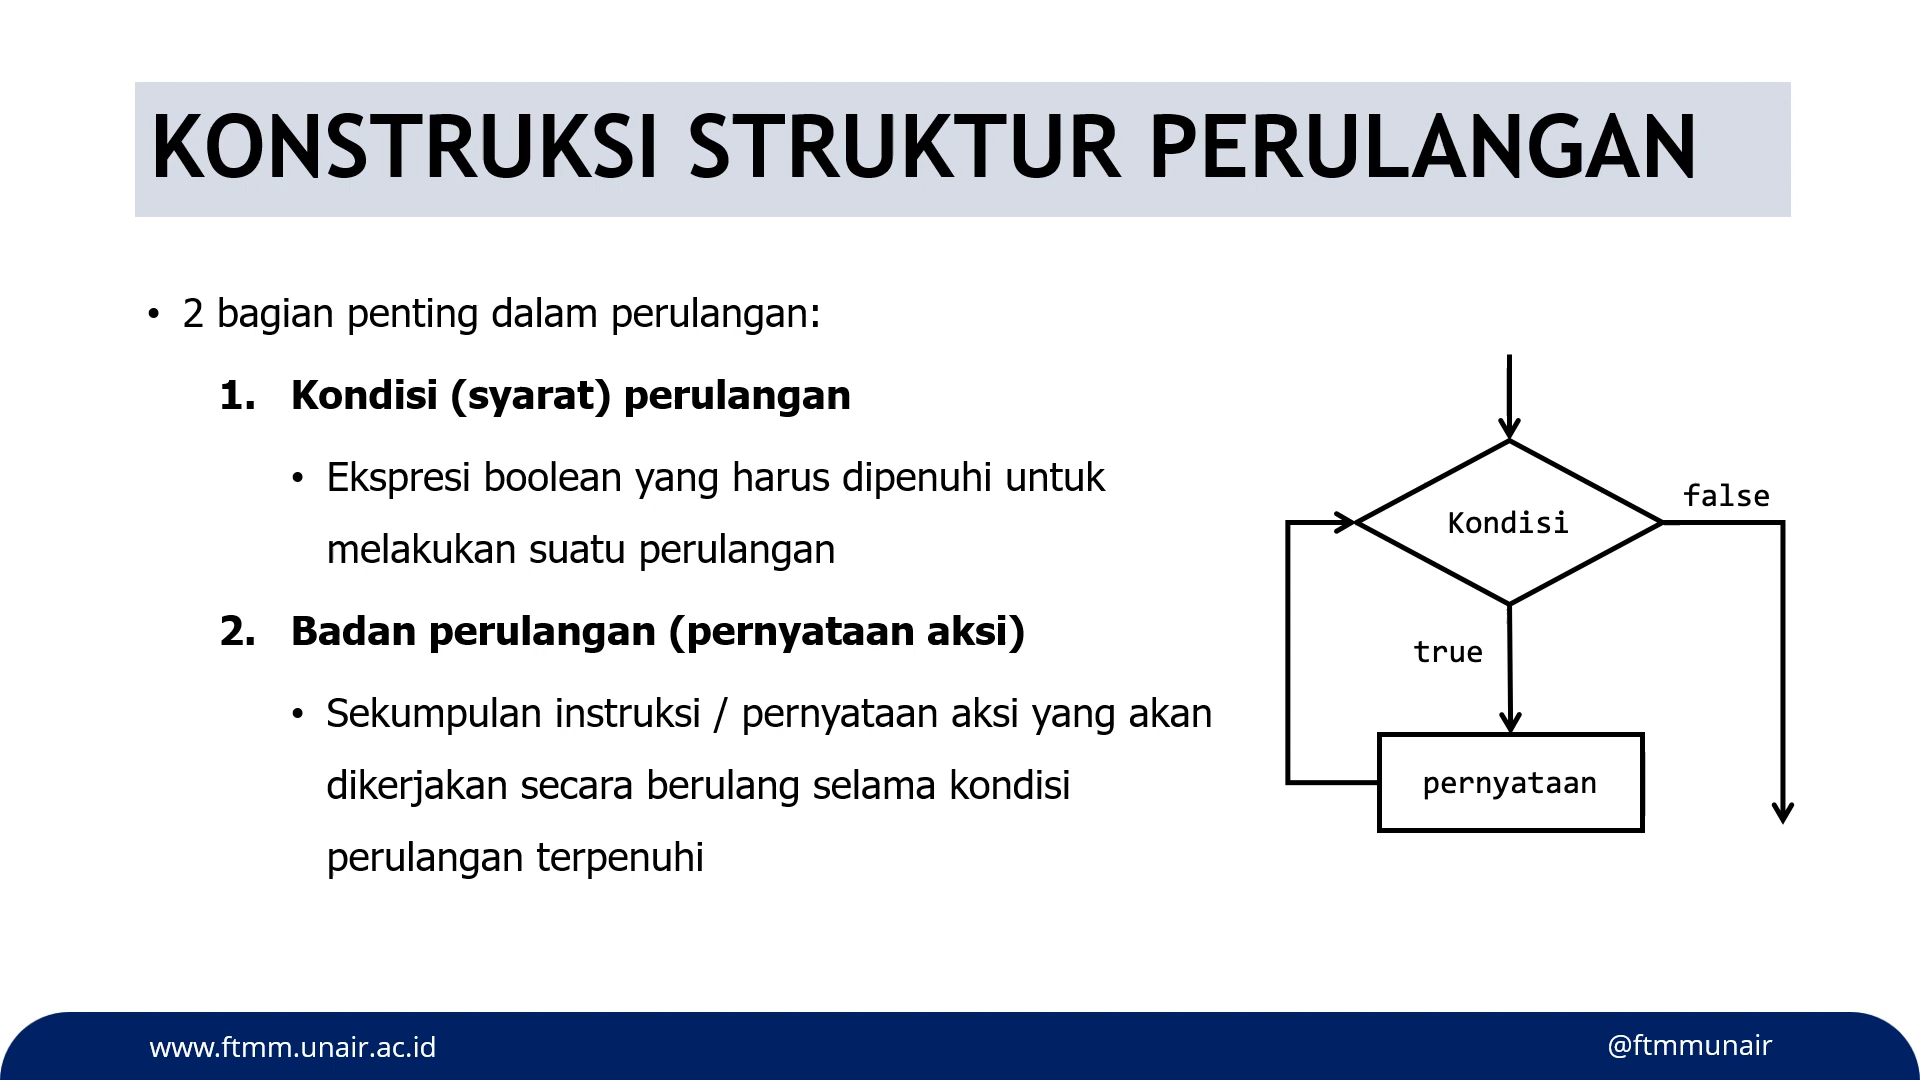 KONSTRUKSI STRUKTUR PERULANGAN
• 2 bagian penting dalam perulangan:
1. Kondisi (syarat) perulangan
• Ekspresi boolean yang harus dipenuhi untuk
melakukan suatu perulangan
2. Badan perulangan (pernyataan aksi)
• Sekumpulan instruksi / pernyataan aksi yang akan
dikerjakan secara berulang selama kondisi
perulangan terpenuhi
Kondisi
false
true
pernyataan
www.ftmm.unair.ac.id
@ftmmunair